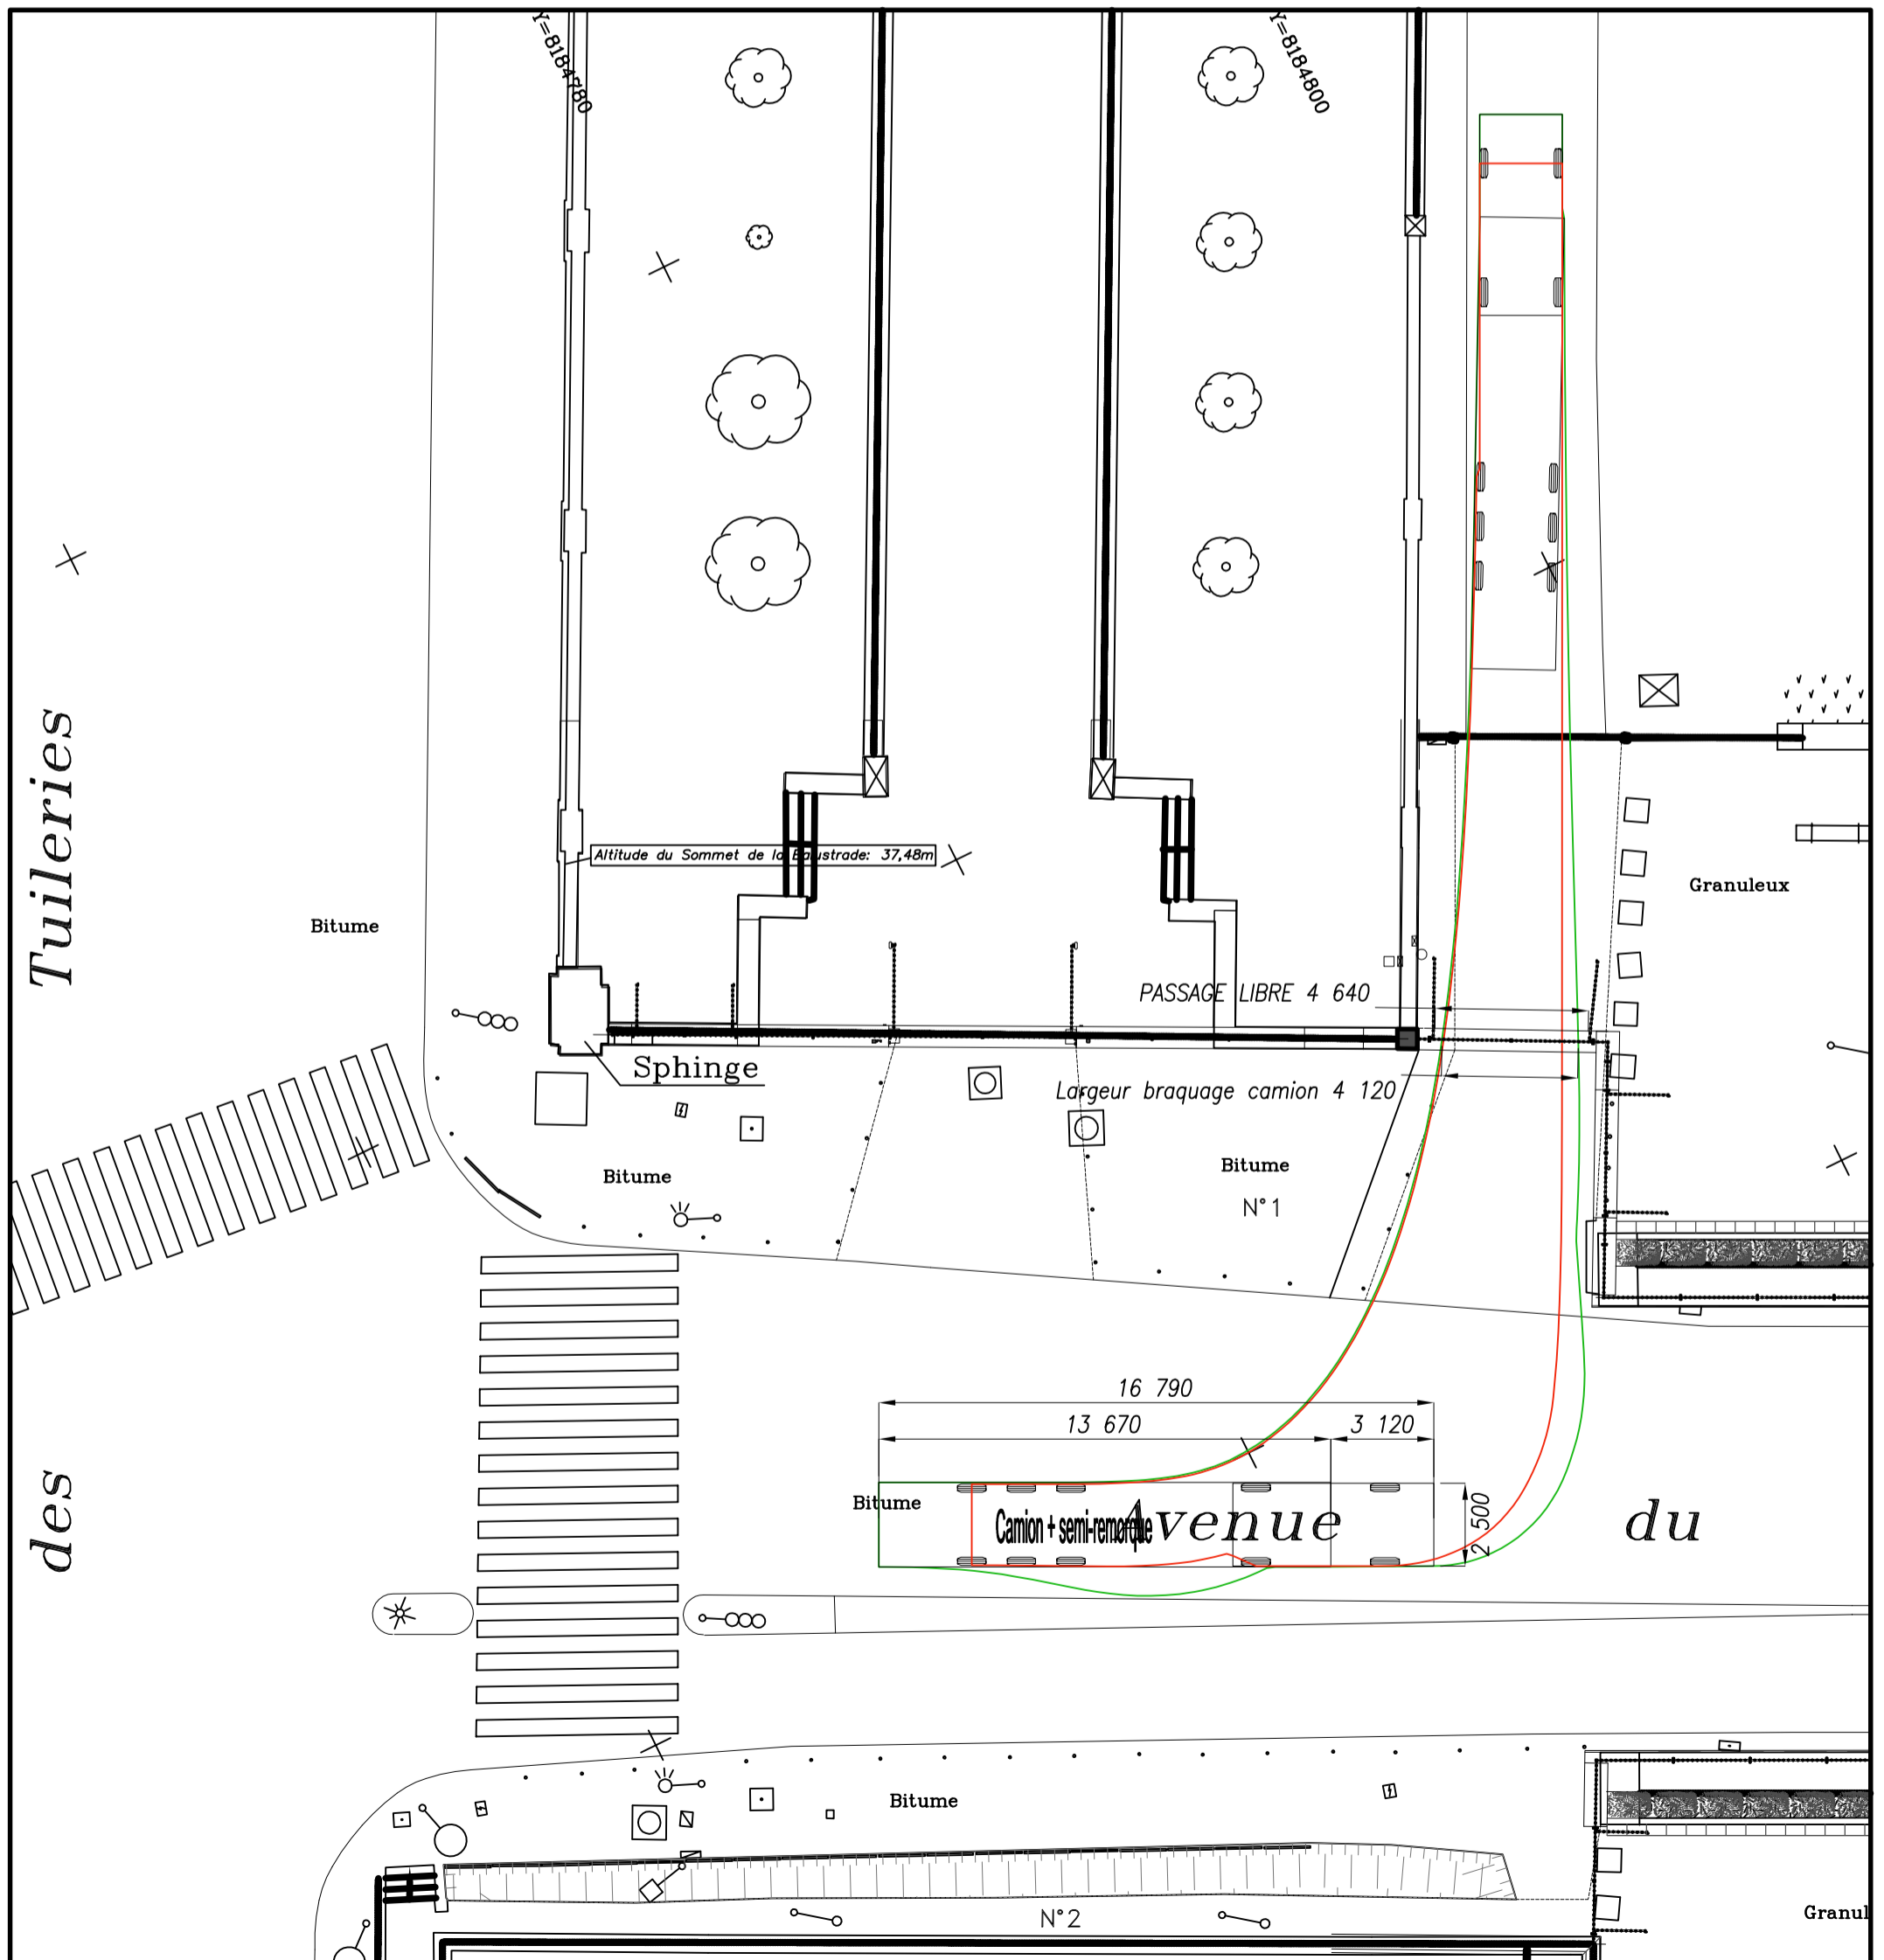 Y=8184780
Y=8184800
Tuileries
Altitude du Sommet de la Balustrade: 37,48m
Granuleux
Bitume
PASSAGE LIBRE 4 640
Sphinge
Largeur braquage camion 4 120
Bitume
Bitume
N°1
16 790
13 670
3 120
des
Bitume
Camion + semi-remorque
Avenue
du
2 500
Bitume
N°2
Granul